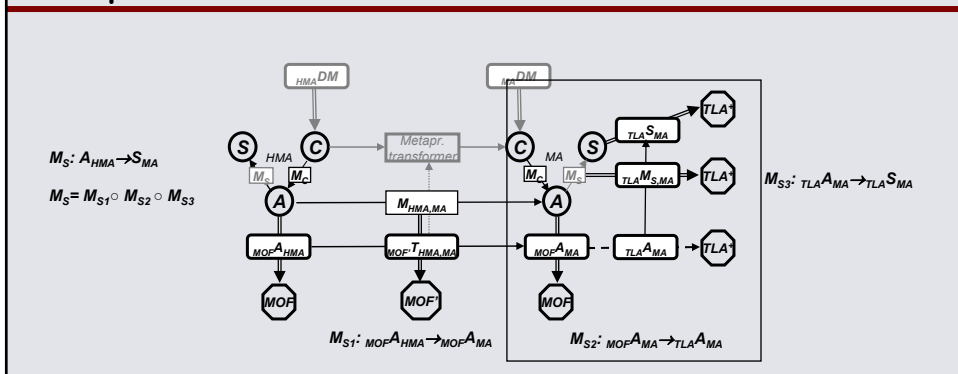 HMADM
MADM
S
C
HMA
Metapr. transformer
C
MA
S
TLASMA
TLA+
MS: AHMA→SMA
MS
MC
MC
MS
TLAMS,MA
TLA+
MS3: TLAAMA→TLASMA
MS= MS1○ MS2 ○ MS3
A
MHMA,MA
A
MOFAHMA
MOF'THMA,MA
MOFAMA
TLAAMA
TLA+
MOF
MOF'
MOF
MS1: MOFAHMA→MOFAMA
MS2: MOFAMA→TLAAMA